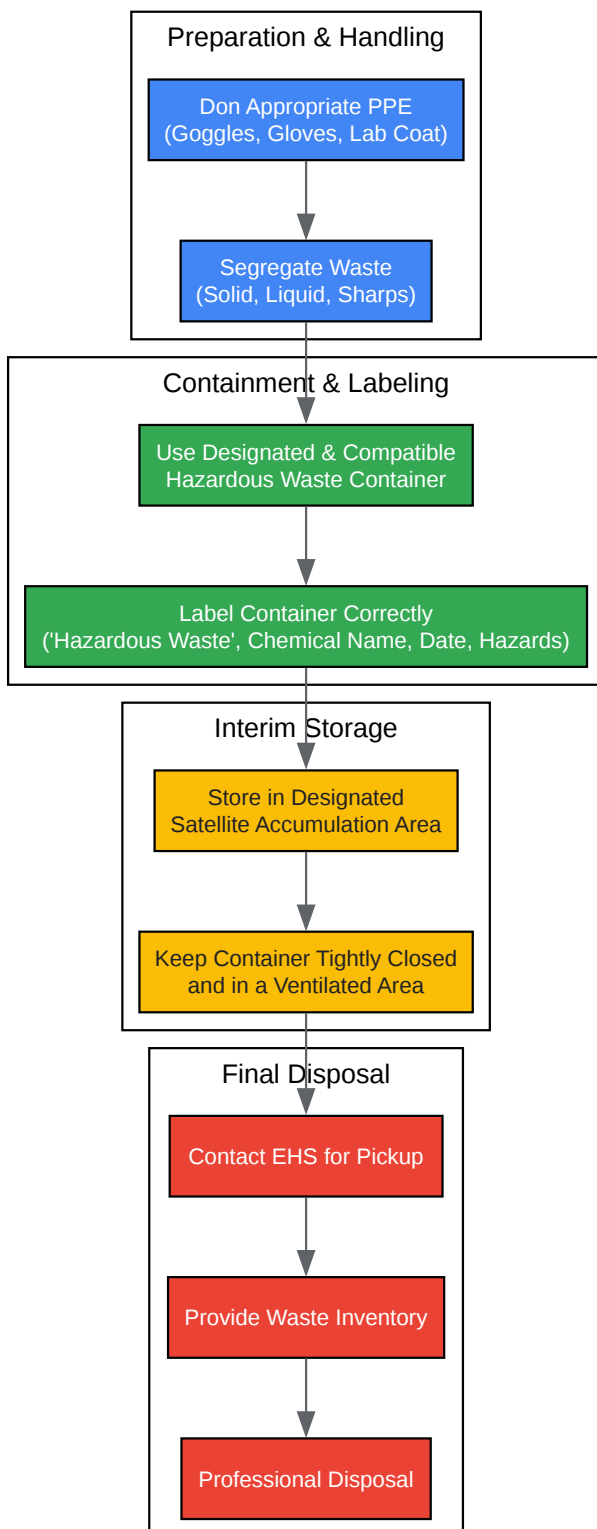 Preparation & Handling
Don Appropriate PPE
(Goggles, Gloves, Lab Coat)
Segregate Waste
(Solid, Liquid, Sharps)
Containment & Labeling
Use Designated & Compatible
Hazardous Waste Container
Label Container Correctly
('Hazardous Waste', Chemical Name, Date, Hazards)
Interim Storage
Store in Designated
Satellite Accumulation Area
Keep Container Tightly Closed
and in a Ventilated Area
Final Disposal
Contact EHS for Pickup
Provide Waste Inventory
Professional Disposal